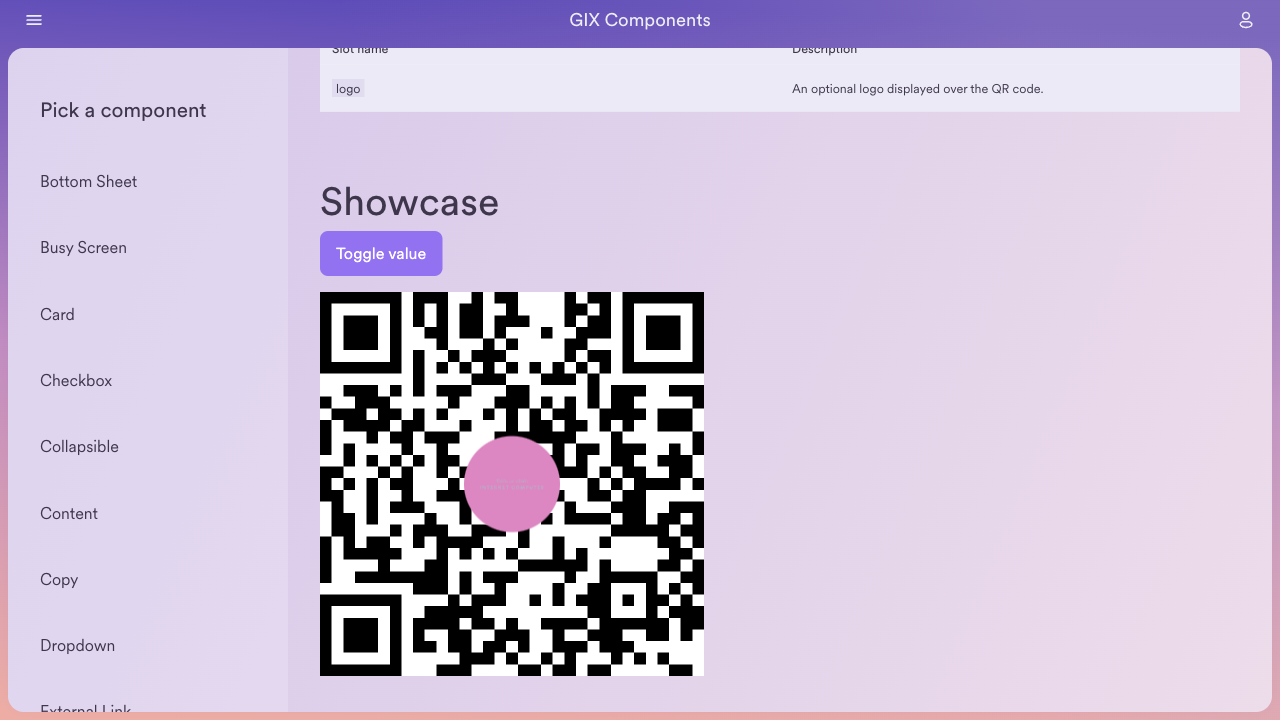 GIX Components
Pick a component
Bottom Sheet
Busy Screen
Card
Checkbox
Collapsible
Content
Copy
Dropdown
External Link
Slot name
Description
logo
An optional logo displayed over the QR code.
Showcase
Toggle value